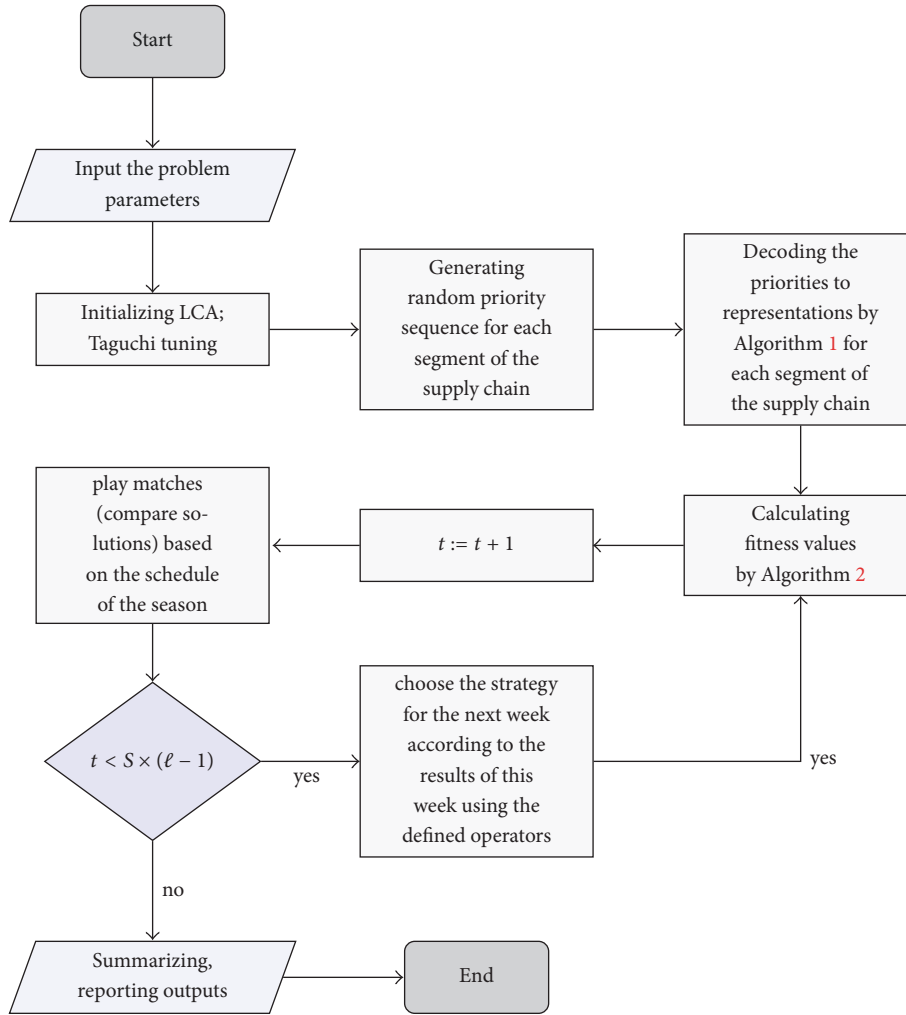 Start
Input the problem
parameters
Initializing LCA;
Taguchi tuning
Generating
random priority
sequence for each
segment of the
supply chain
Decoding the
priorities to
representations by
Algorithm 1 for
each segment of
the supply chain
Calculating
fitness values
by Algorithm 2
t := t + 1
play matches
(compare so-
lutions) based
on the schedule
of the season
t < S × (ℓ − 1)
yes
choose the strategy
for the next week
according to the
results of this
week using the
defined operators
yes
no
Summarizing,
reporting outputs
End